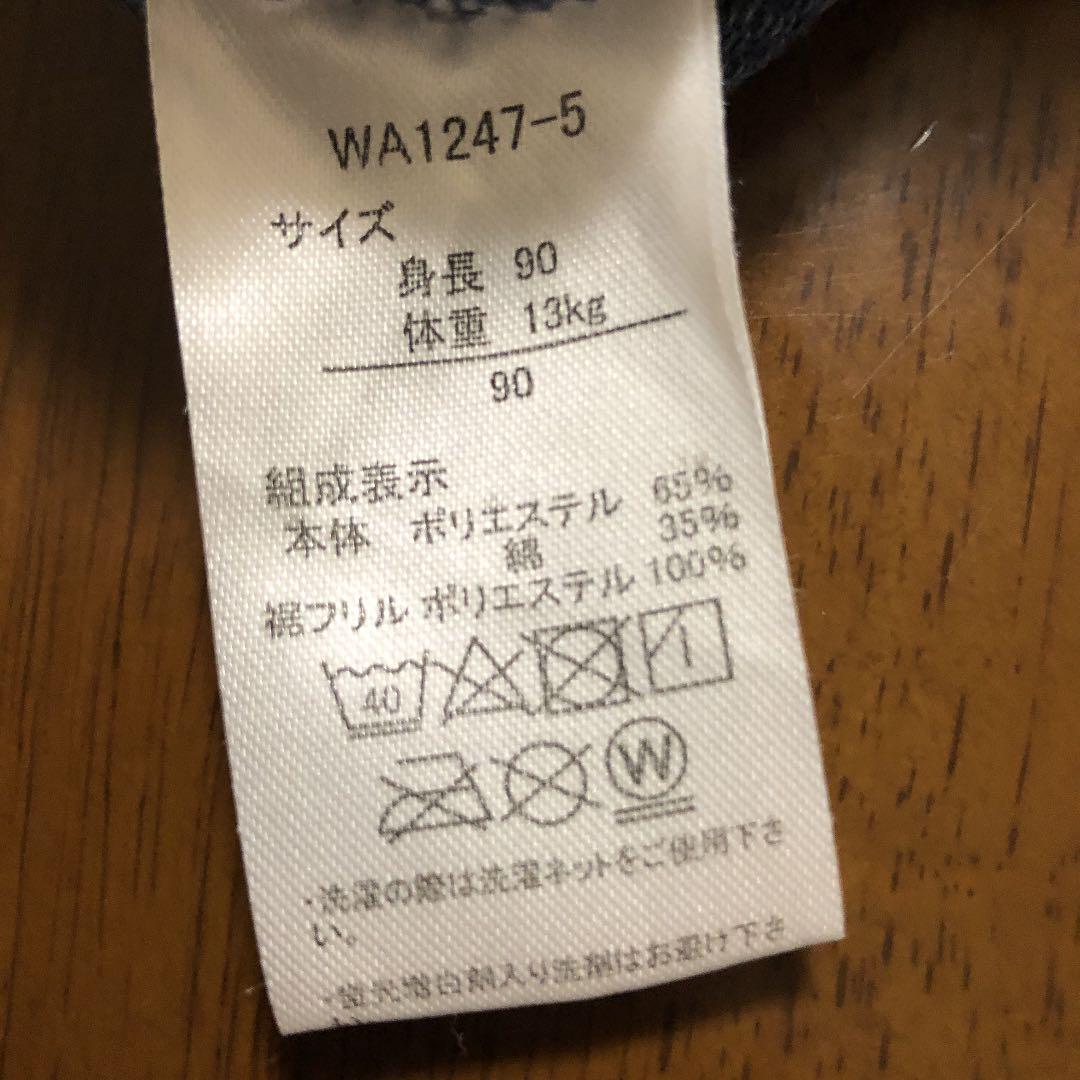 WA1247-5
サイズ
身長 90
体重 13kg
90
組成表示
本体 ポリエステル 65%
綿 35%
裾フリル ポリエステル 100%
40
W
・洗濯の際は洗濯ネットをご使用下さ
い。
・蛍光増白剤入り洗剤はお避け下さ